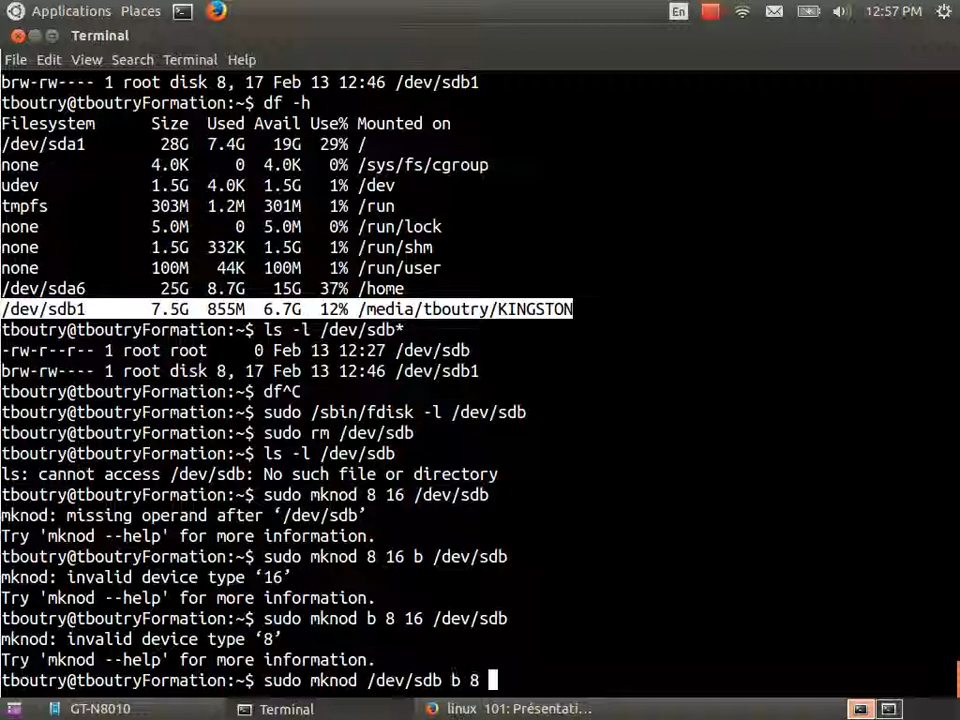 Applications Places En 12:57 PM
Terminal
File Edit View Search Terminal Help
brw-rw---- 1 root disk 8, 17 Feb 13 12:46 /dev/sdb1
tboutry@tboutryFormation:~$ df -h
Filesystem Size Used Avail Use% Mounted on
/dev/sda1 28G 7.4G 19G 29% /
none 4.0K 0 4.0K 0% /sys/fs/cgroup
udev 1.5G 4.0K 1.5G 1% /dev
tmpfs 303M 1.2M 301M 1% /run
none 5.0M 0 5.0M 0% /run/lock
none 1.5G 332K 1.5G 1% /run/shm
none 100M 44K 100M 1% /run/user
/dev/sda6 25G 8.7G 15G 37% /home
/dev/sdb1 7.5G 855M 6.7G 12% /media/tboutry/KINGSTON
tboutry@tboutryFormation:~$ ls -l /dev/sdb*
-rw-r--r-- 1 root root 0 Feb 13 12:27 /dev/sdb
brw-rw---- 1 root disk 8, 17 Feb 13 12:46 /dev/sdb1
tboutry@tboutryFormation:~$ df^C
tboutry@tboutryFormation:~$ sudo /sbin/fdisk -l /dev/sdb
tboutry@tboutryFormation:~$ sudo rm /dev/sdb
tboutry@tboutryFormation:~$ ls -l /dev/sdb
ls: cannot access /dev/sdb: No such file or directory
tboutry@tboutryFormation:~$ sudo mknod 8 16 /dev/sdb
mknod: missing operand after ‘/dev/sdb’
Try 'mknod --help' for more information.
tboutry@tboutryFormation:~$ sudo mknod 8 16 b /dev/sdb
mknod: invalid device type ‘16’
Try 'mknod --help' for more information.
tboutry@tboutryFormation:~$ sudo mknod b 8 16 /dev/sdb
mknod: invalid device type ‘8’
Try 'mknod --help' for more information.
tboutry@tboutryFormation:~$ sudo mknod /dev/sdb b 8
GT-N8010 Terminal linux 101: Présentati...